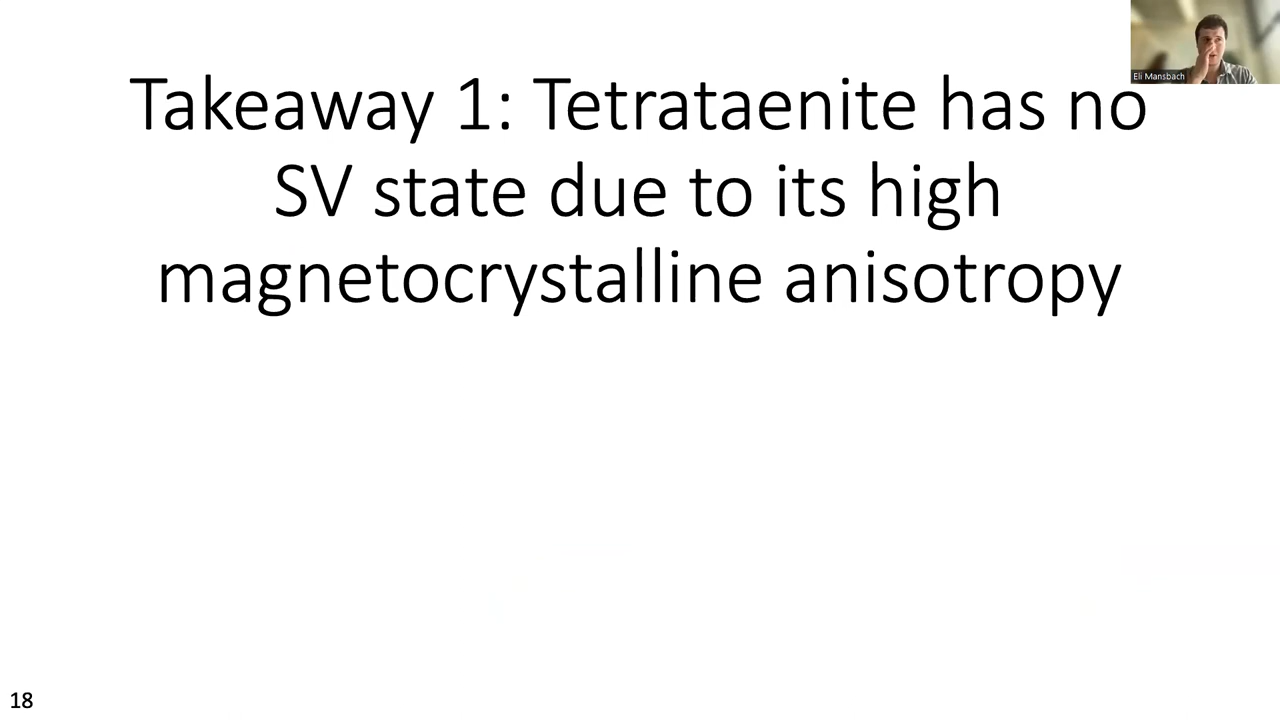 Eli Mansbach
Takeaway 1: Tetrataenite has no
SV state due to its high
magnetocrystalline anisotropy
18